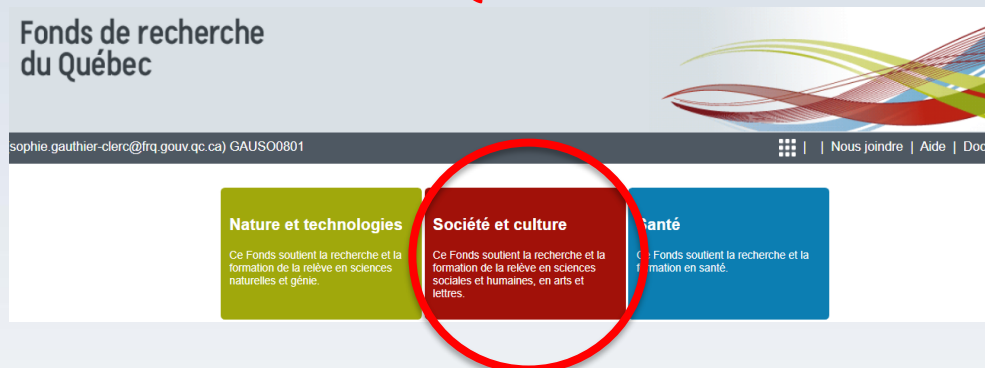 Fonds de recherche
du Québec
sophie.gauthier-clerc@frq.gouv.qc.ca) GAUSO0801
| | Nous joindre | Aide | Doc
Nature et technologies
Ce Fonds soutient la recherche et la
formation de la relève en sciences
naturelles et génie.
Société et culture
Ce Fonds soutient la recherche et la
formation de la relève en sciences
sociales et humaines, en arts et
lettres.
Santé
Ce Fonds soutient la recherche et la
formation en santé.